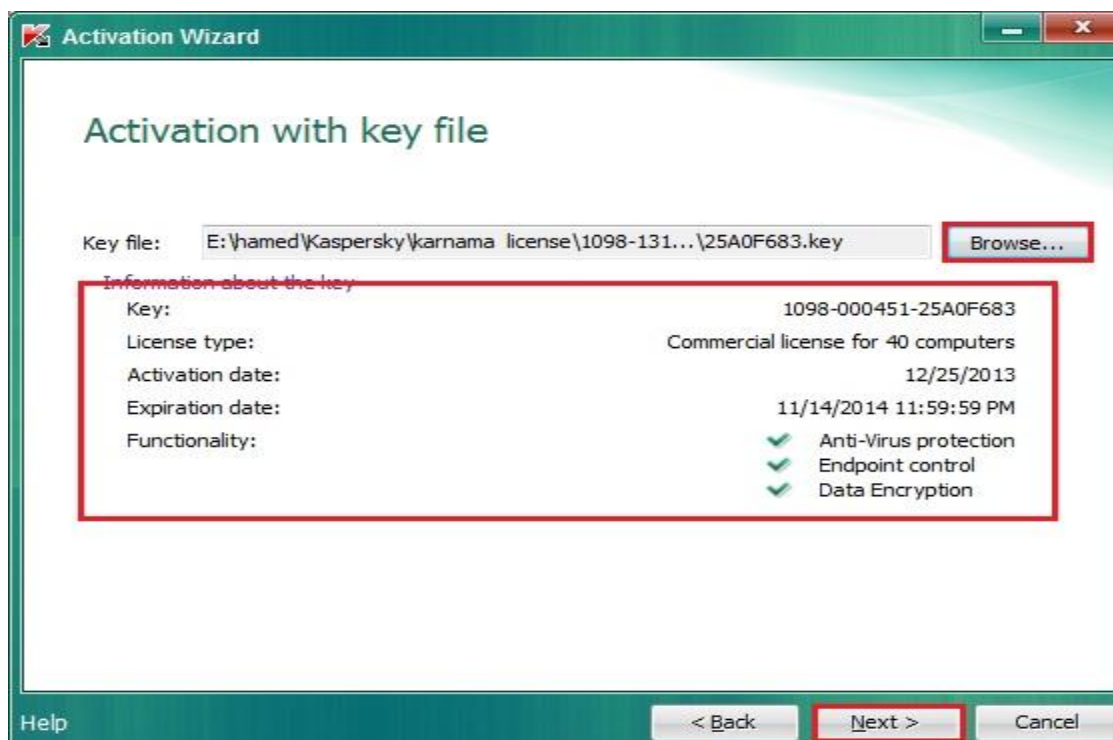 Activation Wizard
Activation with key file
Key file: E:\hamed\Kaspersky\karnama license\1098-131...\25A0F683.key Browse...
Information about the key
Key: 1098-000451-25A0F683
License type: Commercial license for 40 computers
Activation date: 12/25/2013
Expiration date: 11/14/2014 11:59:59 PM
Functionality: Anti-Virus protection
Endpoint control
Data Encryption
Help < Back Next > Cancel